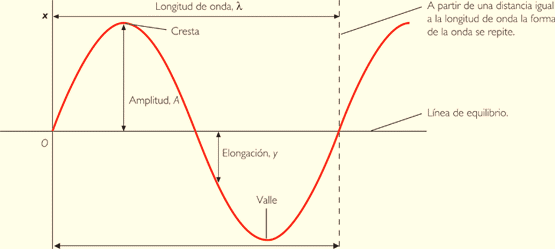 Longitud de onda, λ
x
Cresta
A partir de una distancia igual
a la longitud de onda la forma
de la onda se repite.
Amplitud, A
Línea de equilibrio.
O
Elongación, y
Valle